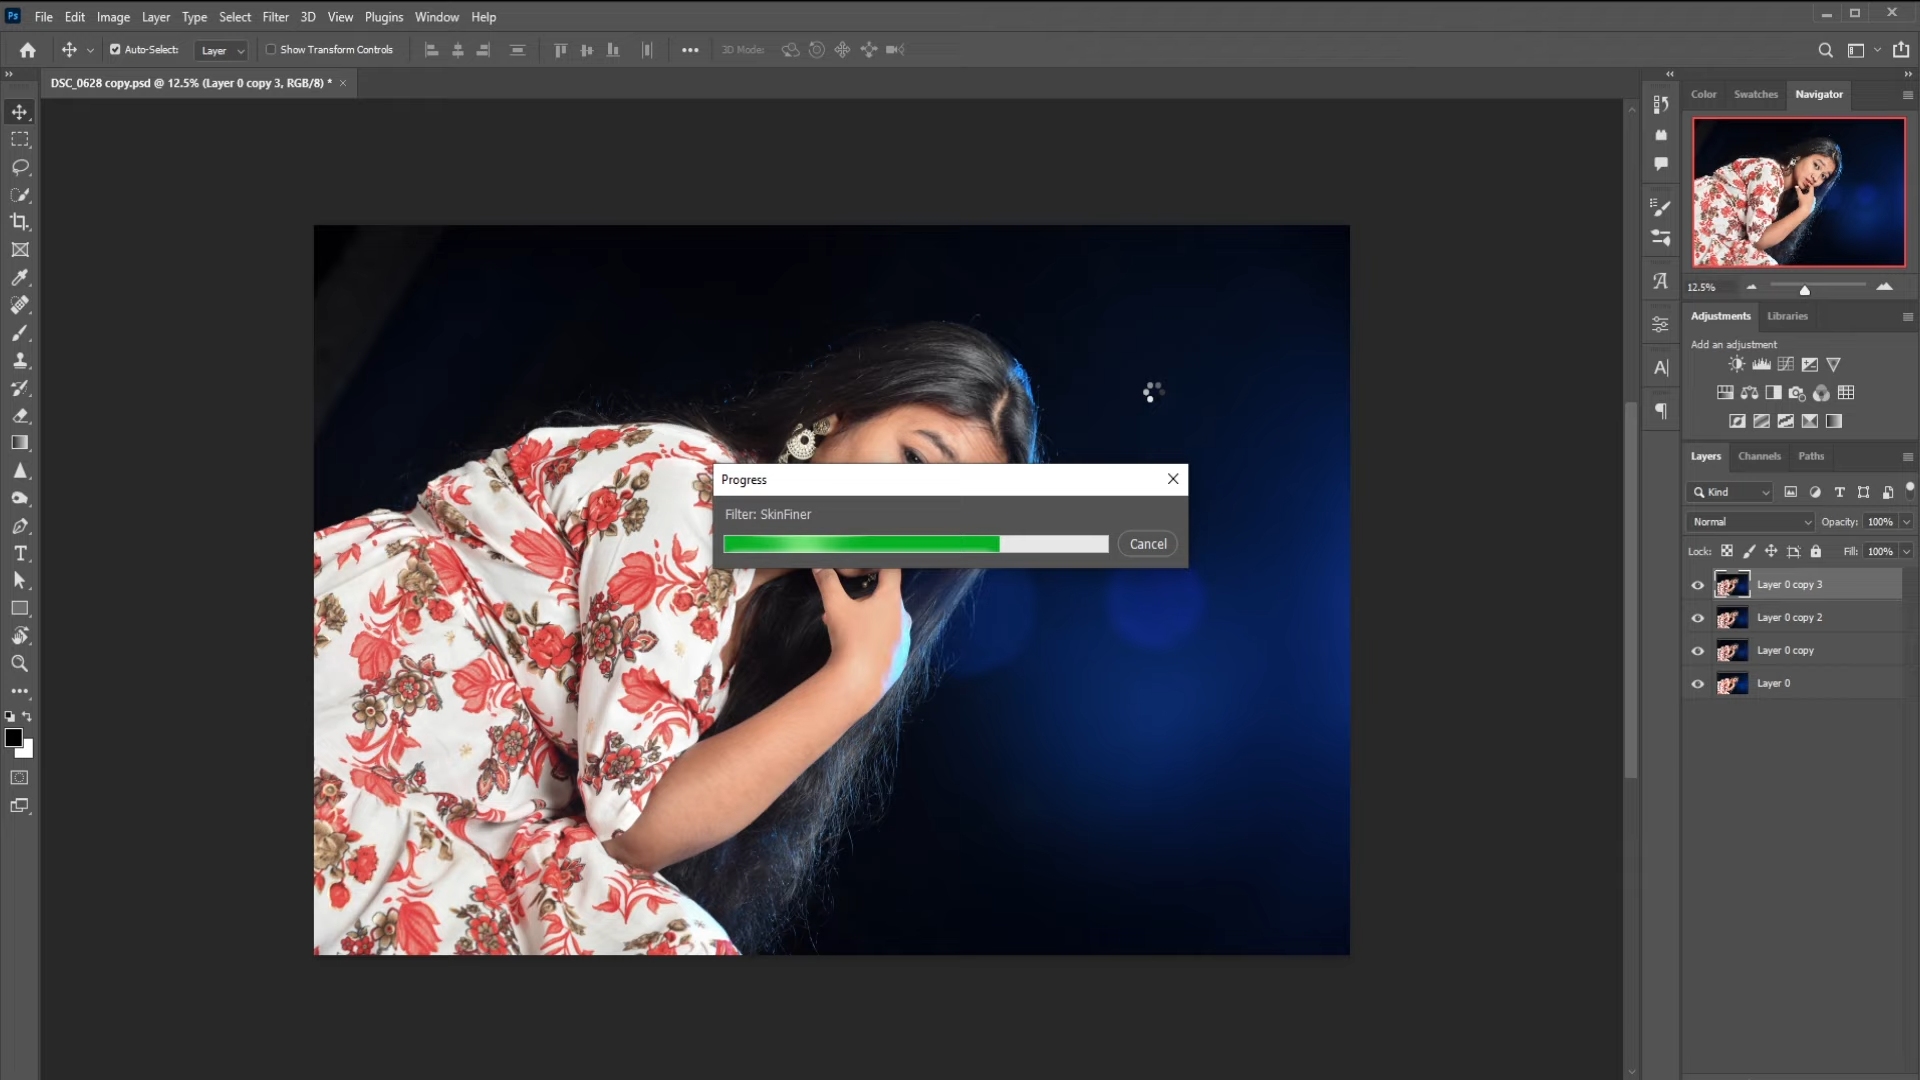 Ps File Edit Image Layer Type Select Filter 3D View Plugins Window Help
Auto-Select: Layer Show Transform Controls 3D Mode:
DSC_0628 copy.psd @ 12.5% (Layer 0 copy 3, RGB/8) *
Color Swatches Navigator
12.5%
Adjustments Libraries
Add an adjustment
Layers Channels Paths
Kind
Normal Opacity: 100%
Lock: Fill: 100%
Layer 0 copy 3
Layer 0 copy 2
Layer 0 copy
Layer 0
Progress
Filter: SkinFiner
Cancel